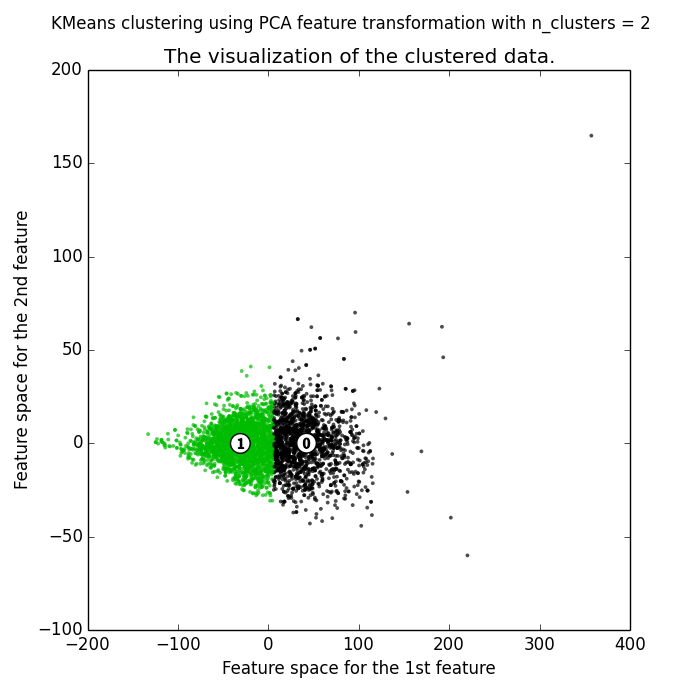 KMeans clustering using PCA feature transformation with n_clusters = 2
The visualization of the clustered data.
200
150
100
50
0
−50
−100
−200 −100 0 100 200 300 400
Feature space for the 1st feature
Feature space for the 2nd feature
1 0